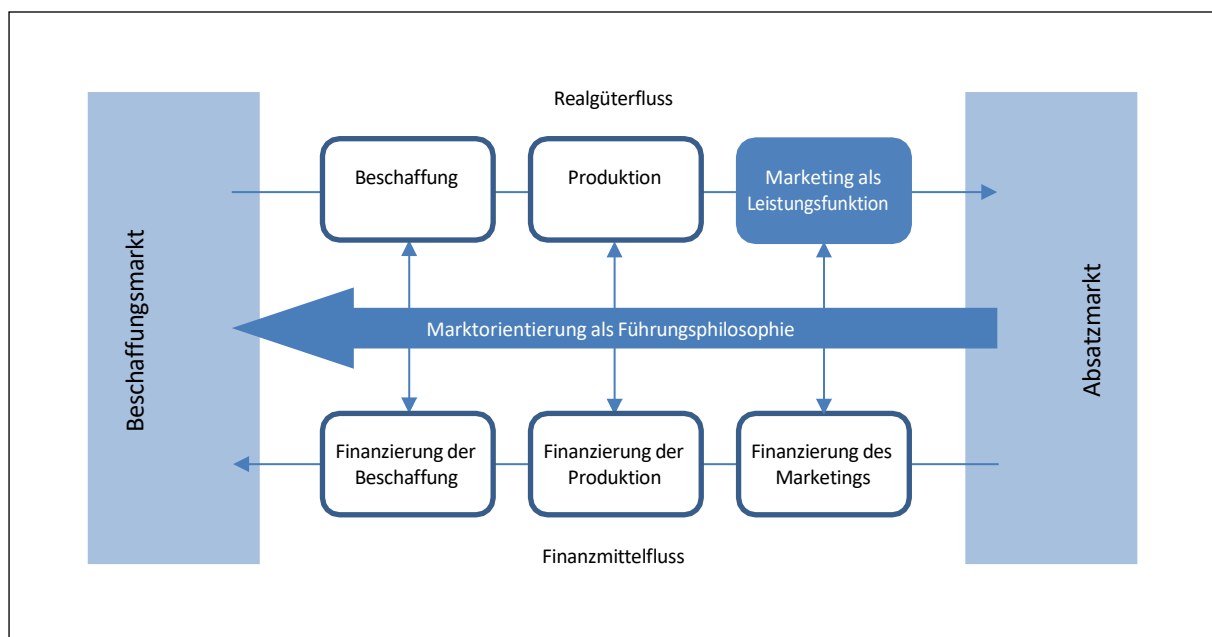 Realgüterfluss
Beschaffungsmarkt
Beschaffung
Produktion
Marketing als
Leistungsfunktion
Absatzmarkt
Marktorientierung als Führungsphilosophie
Finanzierung der
Beschaffung
Finanzierung der
Produktion
Finanzierung des
Marketings
Finanzmittelfluss